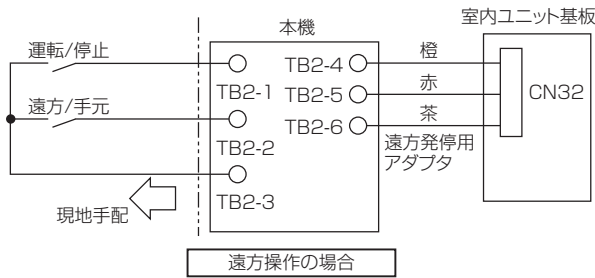 室内ユニット基板
本機
運転/停止
TB2-4
橙
TB2-1
TB2-5
赤
CN32
遠方/手元
TB2-6
茶
TB2-2
遠方発停用
アダプタ
TB2-3
現地手配
遠方操作の場合